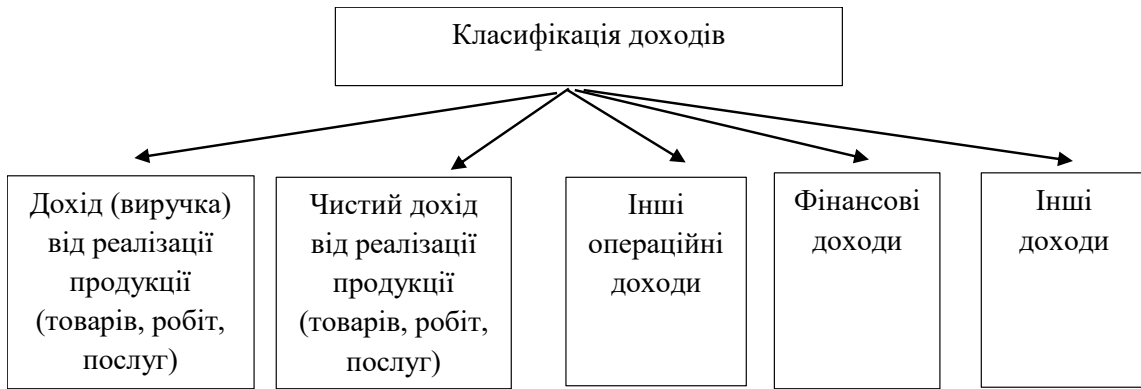 Класифікація доходів
Дохід (виручка)
від реалізації
продукції
(товарів, робіт,
послуг)
Чистий дохід
від реалізації
продукції
(товарів, робіт,
послуг)
Інші
операційні
доходи
Фінансові
доходи
Інші
доходи